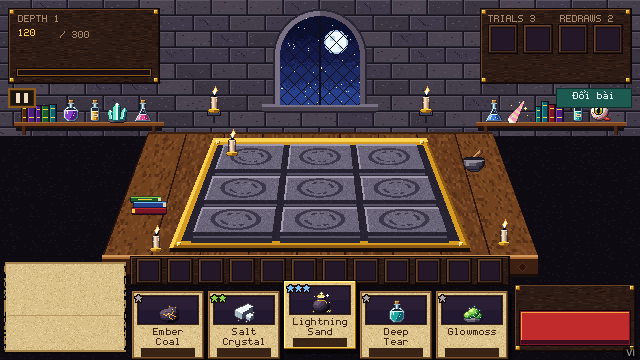 DEPTH 1
120 / 300
TRIALS 3 REDRAWS 2
Đổi bài
Ember
Coal
Salt
Crystal
Lightning
Sand
Deep
Tear
Glowmoss
VI